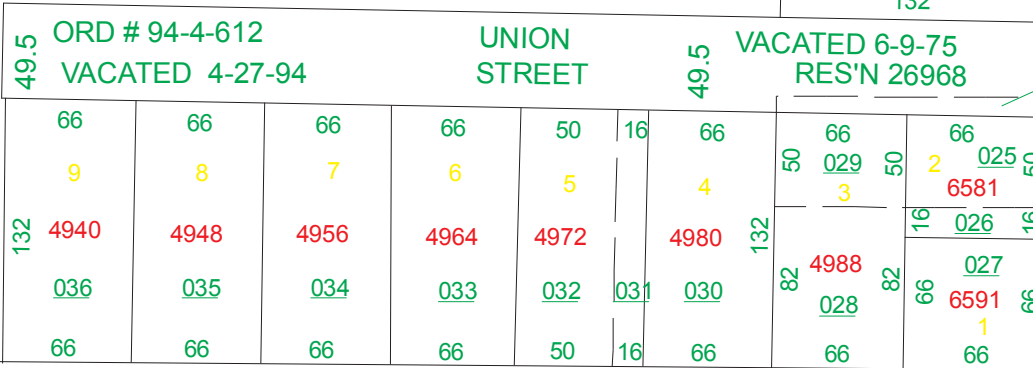 132
49.5 ORD # 94-4-612 UNION 49.5 VACATED 6-9-75
VACATED 4-27-94 STREET RES'N 26968
66 66 66 66 50 16 66 66 66
50 029 50 2 025 50
9 8 7 6 5 4 3 6581
132 4940 4948 4956 4964 4972 4980 132 16 026 16
82 4988 82 66 027 66
036 035 034 033 032 031 030 028 6591
1
66 66 66 66 50 16 66 66 66